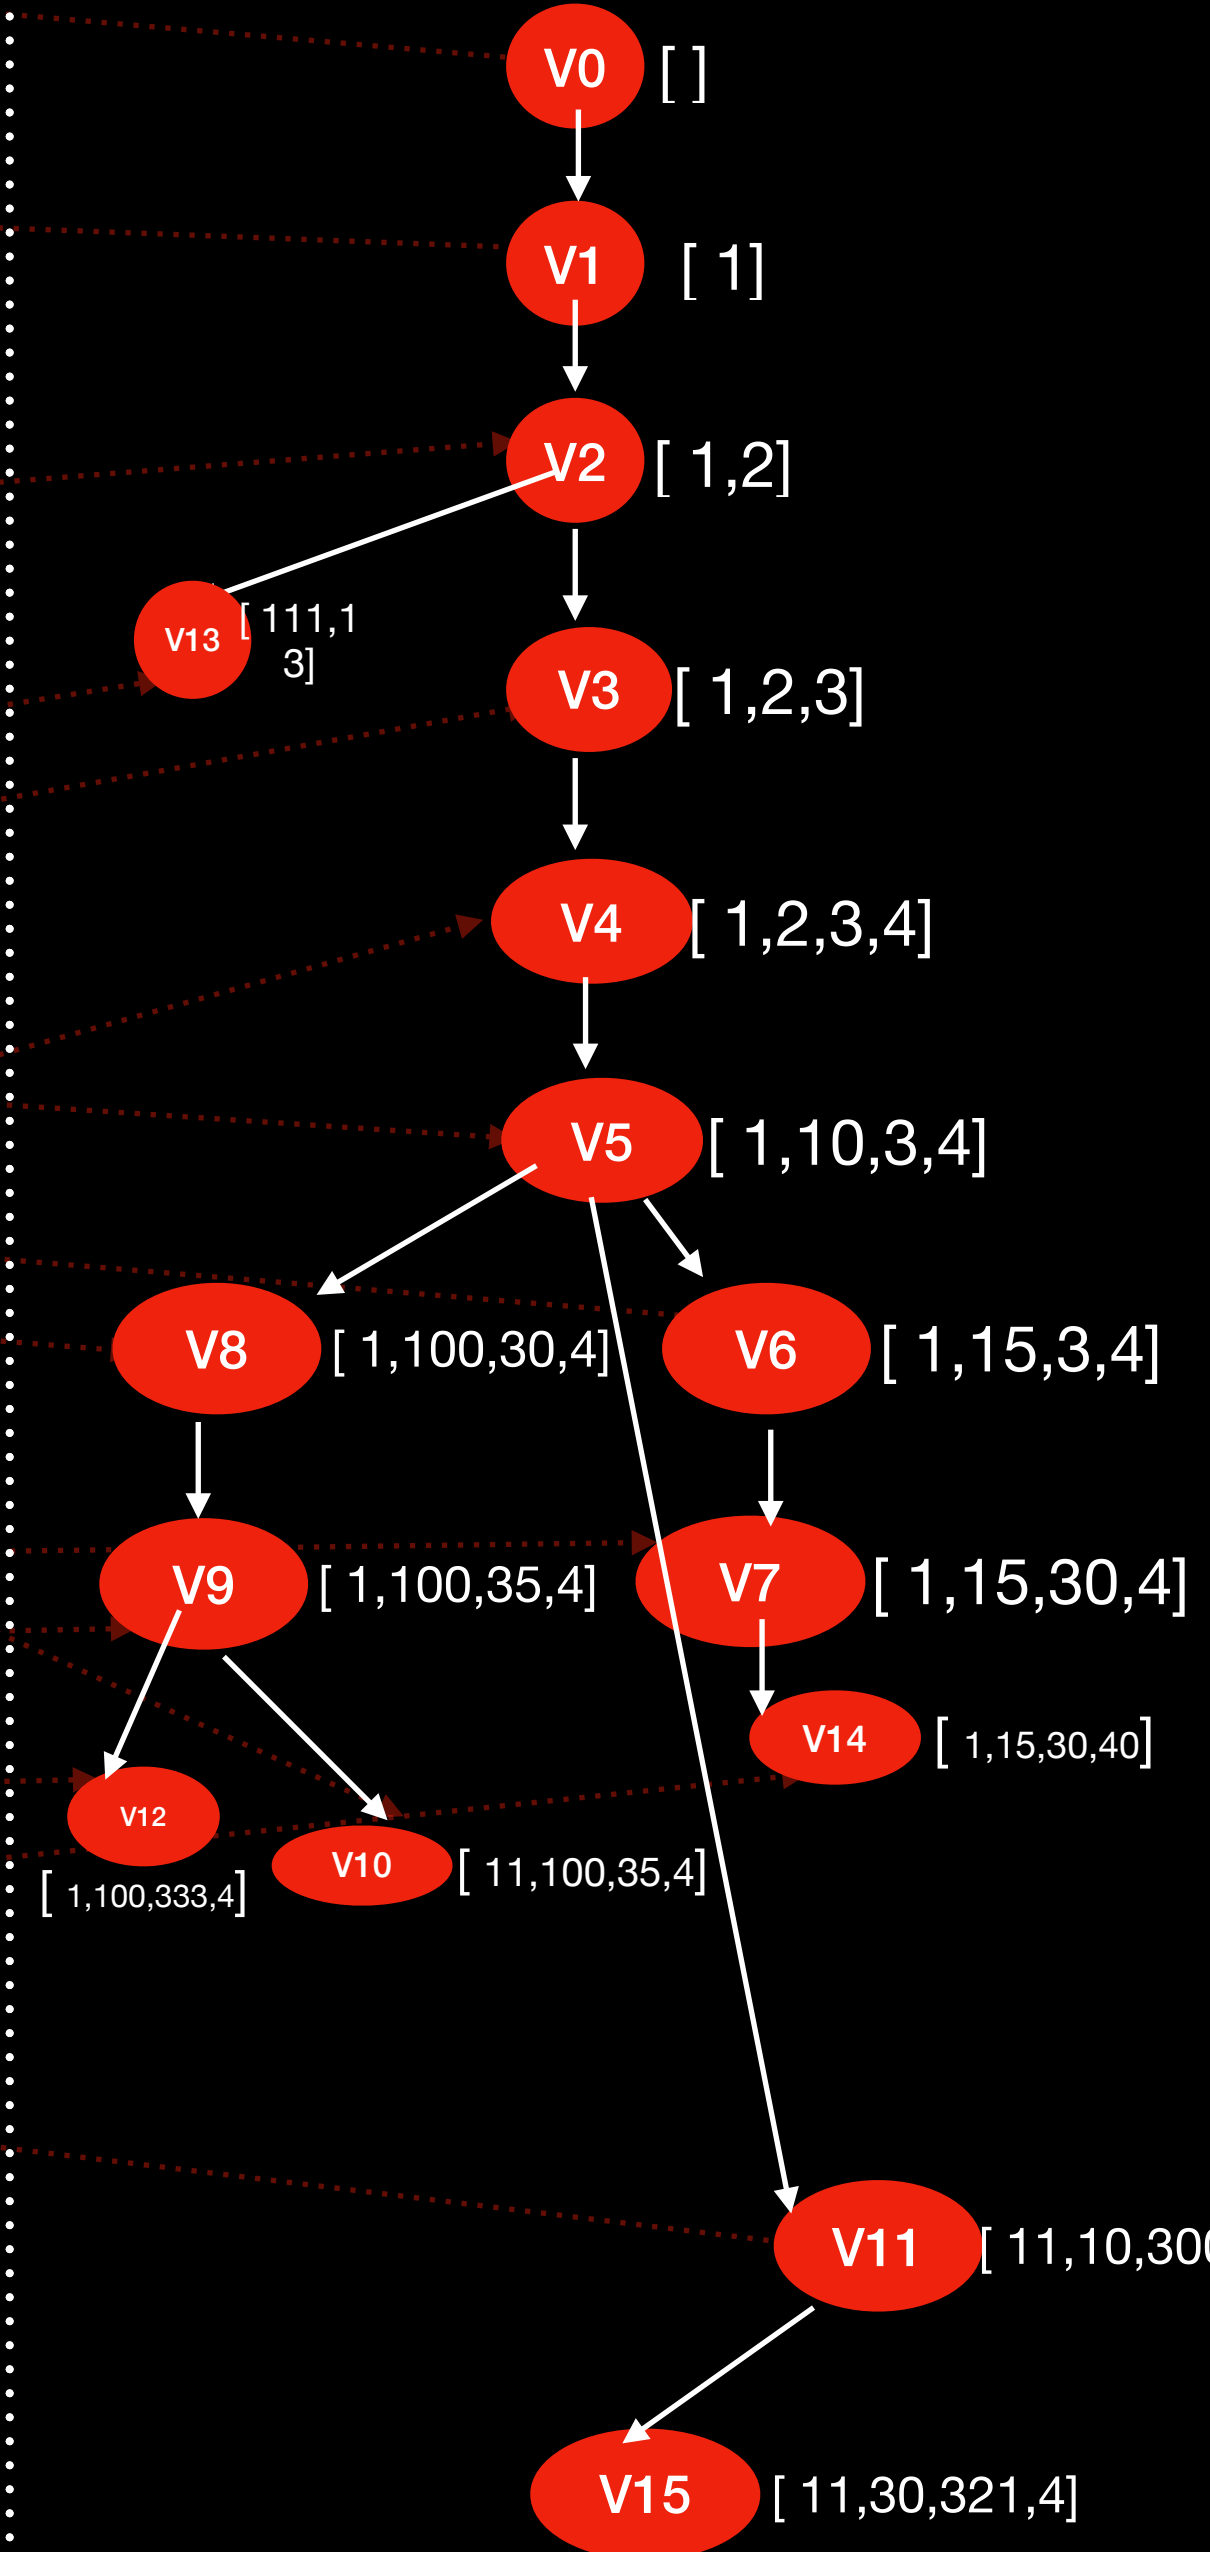 V0 [ ]
V1 [ 1]
V2 [ 1,2]
V13 [ 111,1
3]
V3 [ 1,2,3]
V4 [ 1,2,3,4]
V5 [ 1,10,3,4]
V8 [ 1,100,30,4] V6 [ 1,15,3,4]
V9 [ 1,100,35,4] V7 [ 1,15,30,4]
V14 [ 1,15,30,40]
V12
V10 [ 11,100,35,4]
[ 1,100,333,4]
V11 [ 11,10,300
V15 [ 11,30,321,4]